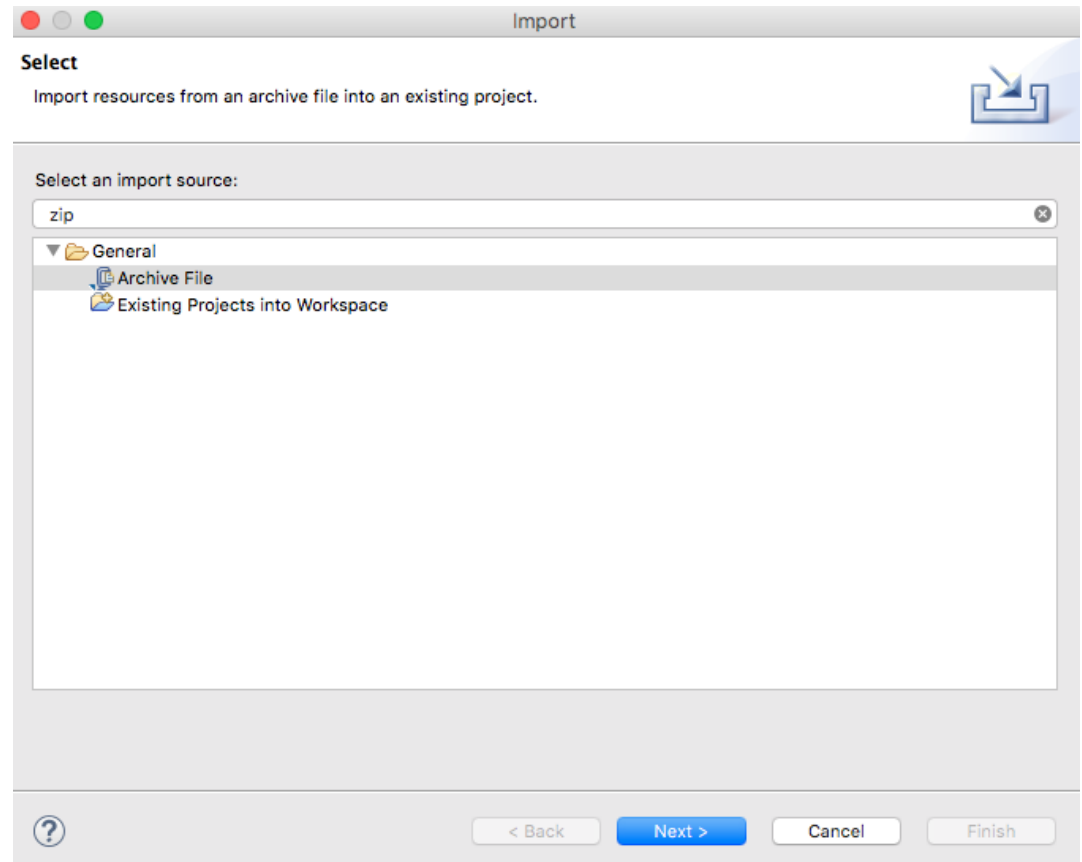 Import
Select
Import resources from an archive file into an existing project.
Select an import source:
zip
General
Archive File
Existing Projects into Workspace
?
< Back
Next >
Cancel
Finish